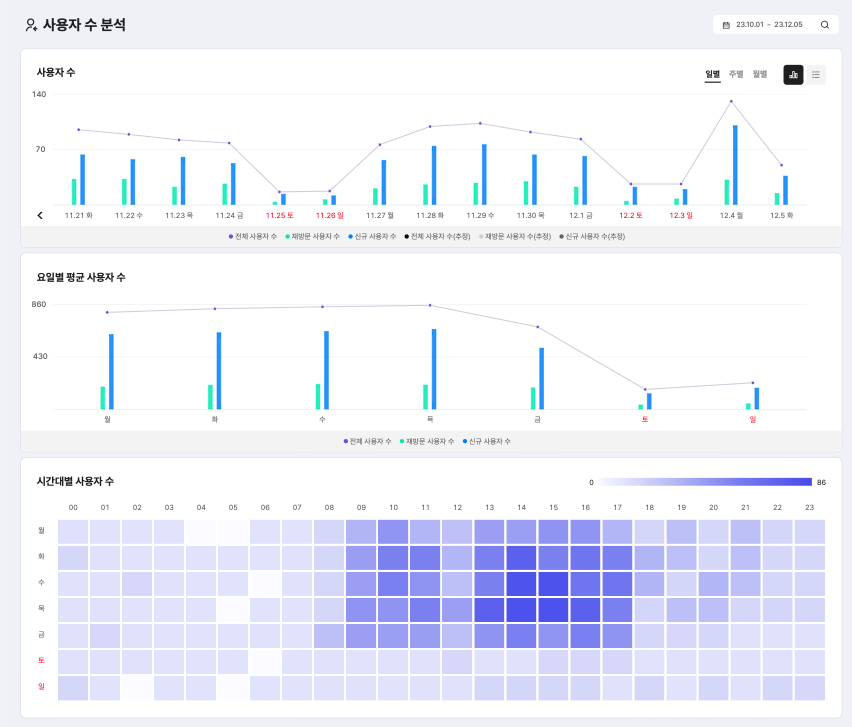 사용자 수 분석
23.10.01 ~ 23.12.05
사용자 수
일별 주별 월별
140
70
11.21 화 11.22 수 11.23 목 11.24 금 11.25 토 11.26 일 11.27 월 11.28 화 11.29 수 11.30 목 12.1 금 12.2 토 12.3 일 12.4 월 12.5 화
전체 사용자 수 재방문 사용자 수 신규 사용자 수 전체 사용자 수(추정) 재방문 사용자 수(추정) 신규 사용자 수(추정)
요일별 평균 사용자 수
860
430
월 화 수 목 금 토 일
전체 사용자 수 재방문 사용자 수 신규 사용자 수
시간대별 사용자 수
0 86
00 01 02 03 04 05 06 07 08 09 10 11 12 13 14 15 16 17 18 19 20 21 22 23
월
화
수
목
금
토
일